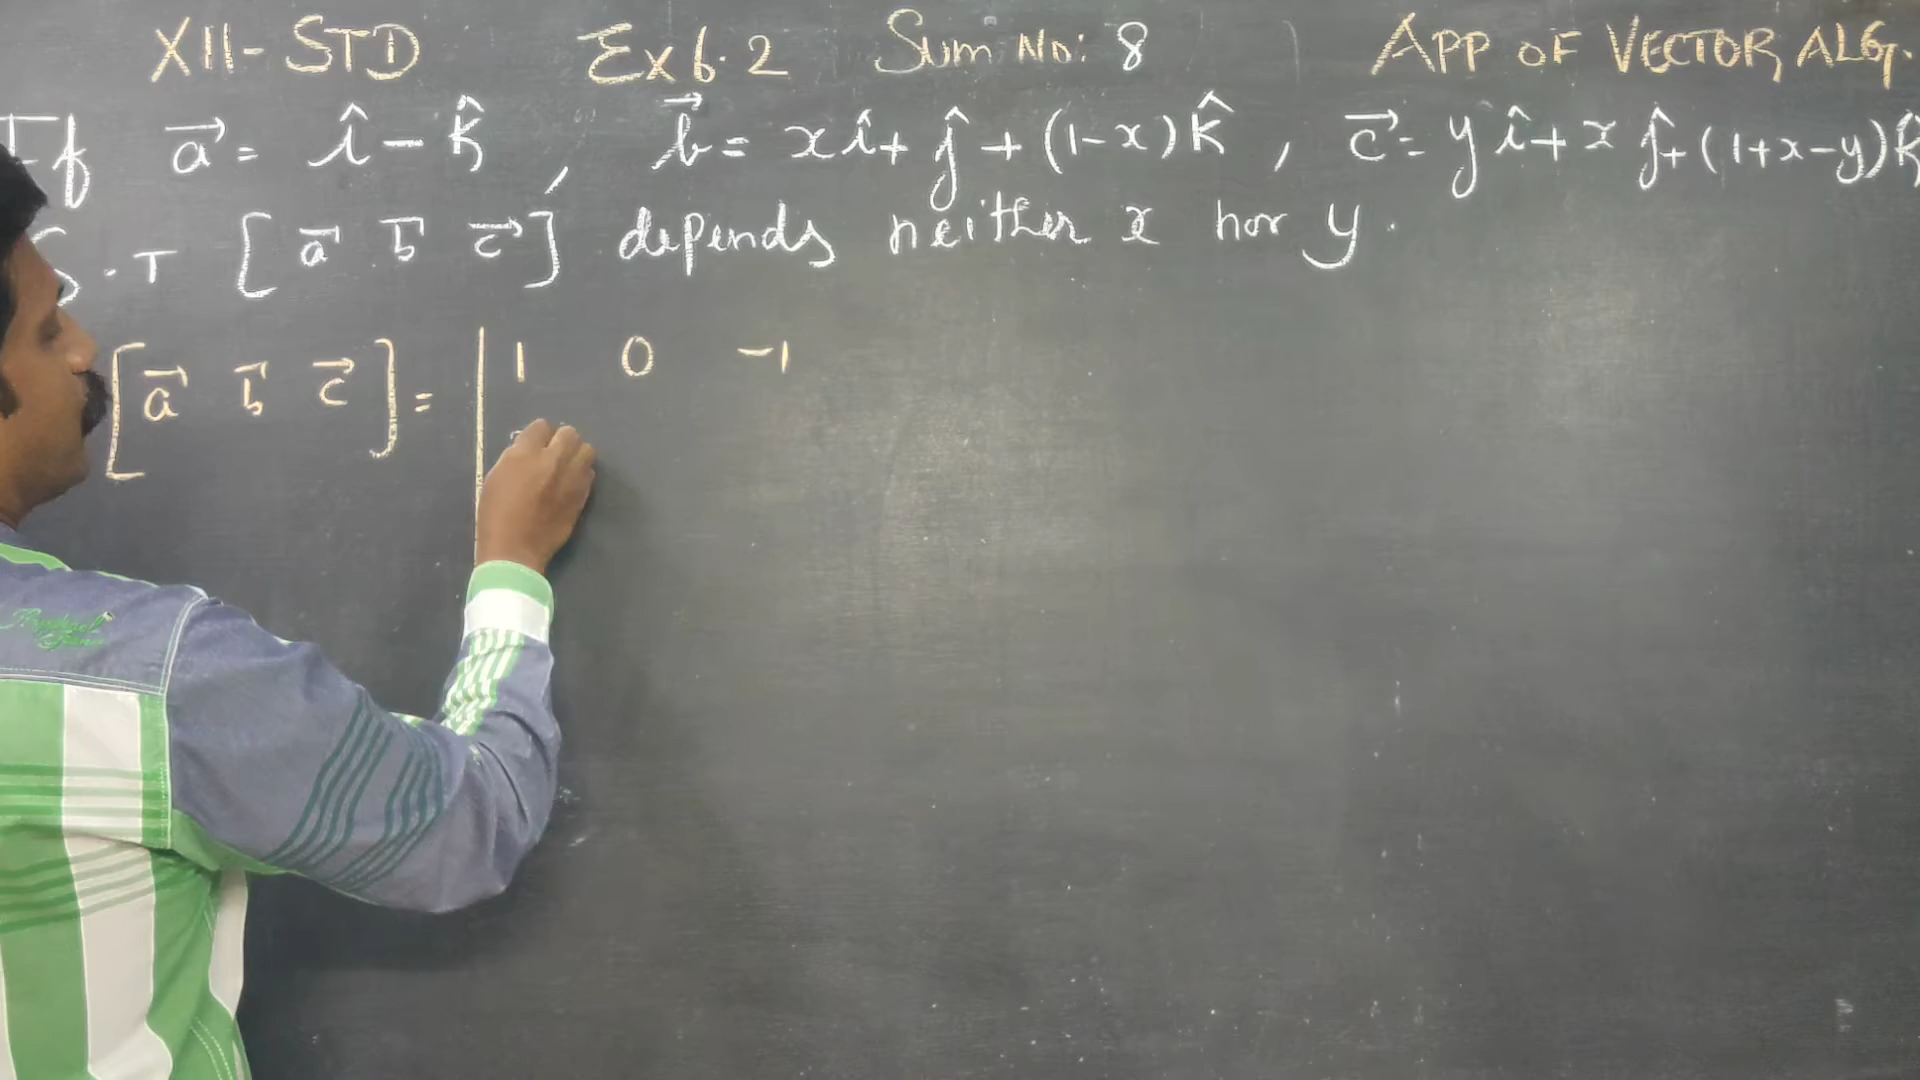 XII-STD Ex 6.2 Sum No: 8 APP OF VECTOR ALG.
If a⃗ = î - k̂, b⃗ = xî + ĵ + (1-x)k̂, c⃗ = yî + xĵ + (1+x-y)k̂
S.T [a⃗ b⃗ c⃗] depends neither x nor y.
[a⃗ b⃗ c⃗] = | 1 0 -1